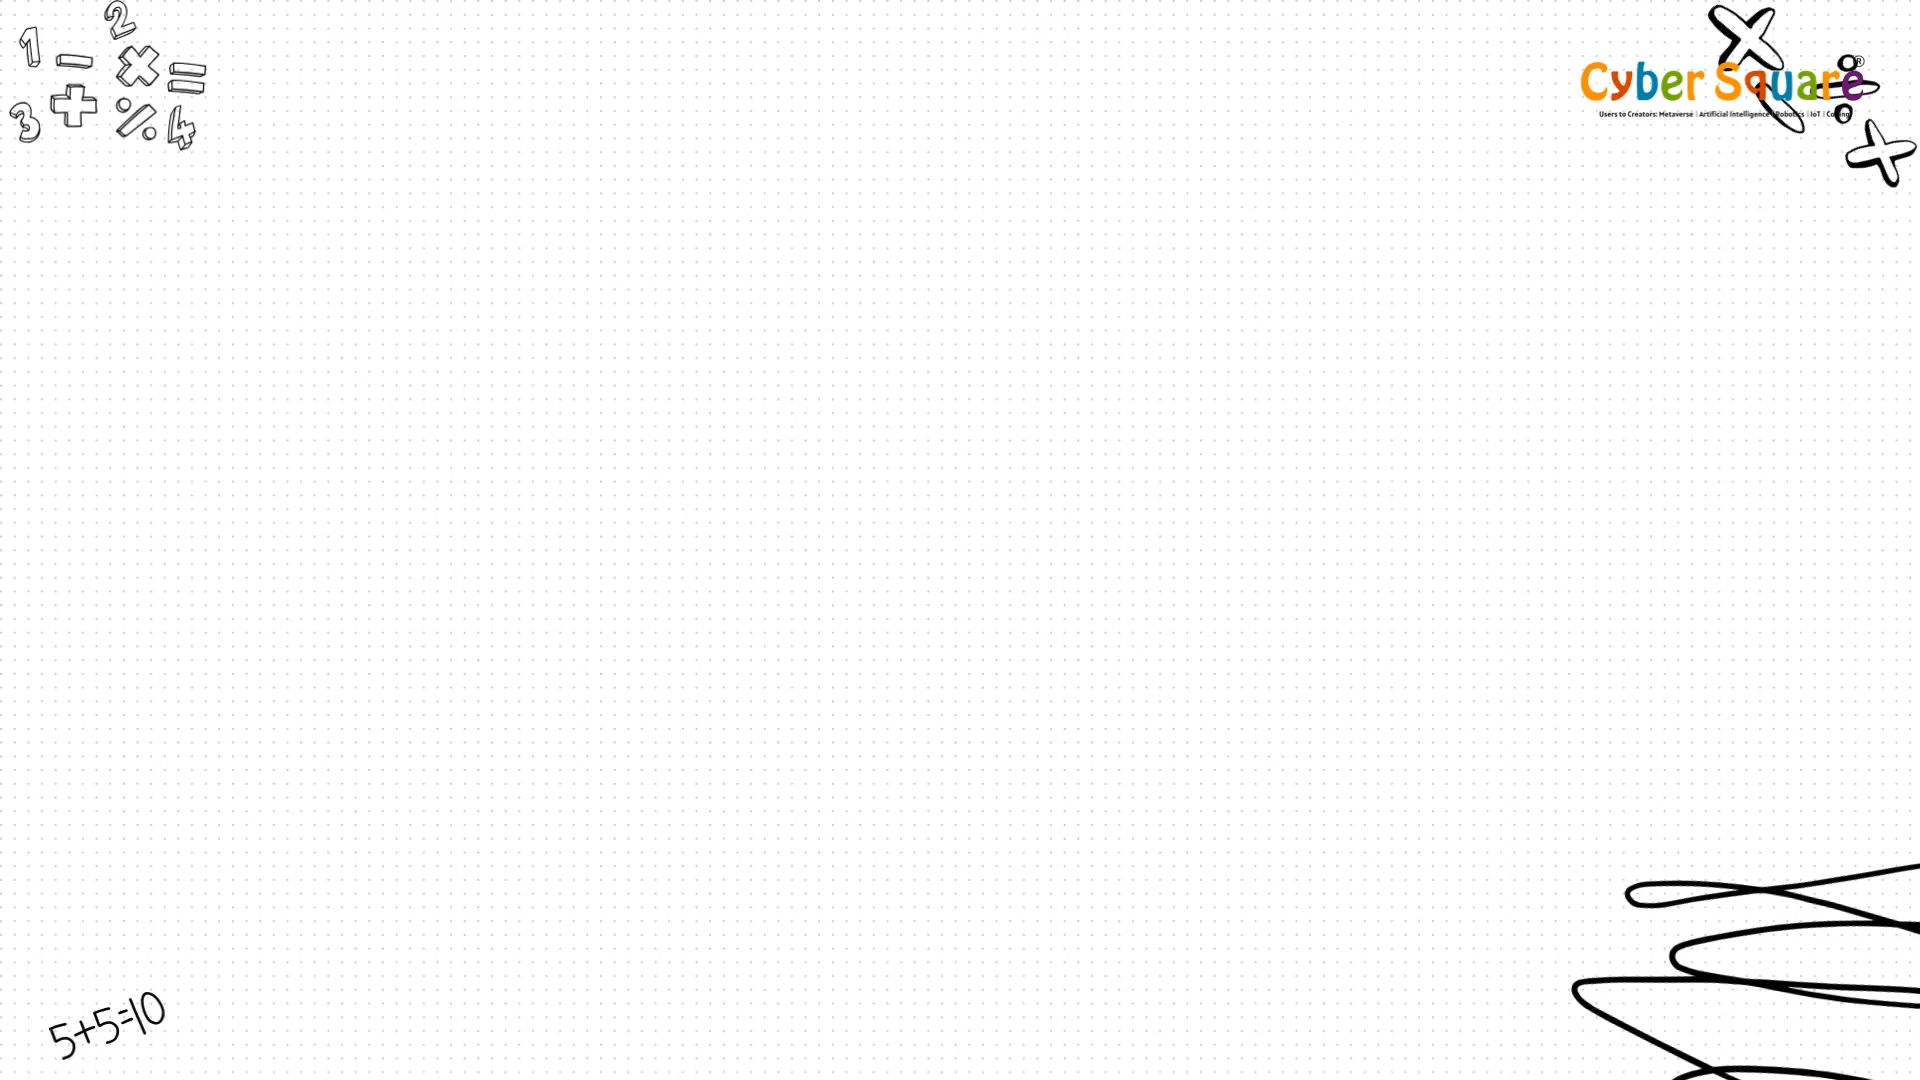 2
1 - × =
3 + % 4
Cyber Square®
Users to Creators: Metaverse | Artificial Intelligence | Robotics | IoT | Coding
5+5=10